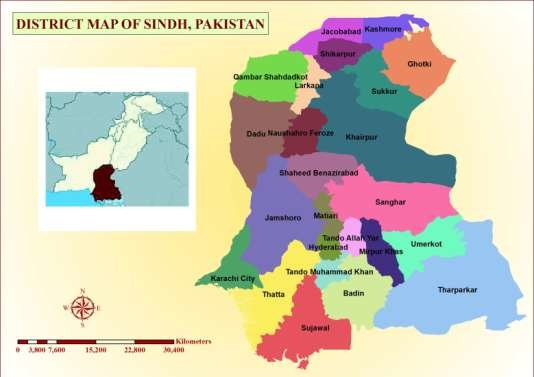 DISTRICT MAP OF SINDH, PAKISTAN
Jacobabad
Kashmore
Shikarpur
Ghotki
Qambar Shahdadkot
Larkana
Sukkur
Dadu
Naushahro Feroze
Khairpur
Shaheed Benazirabad
Sanghar
Jamshoro
Matiari
Tando Allah Yar
Hyderabad
Mirpur Khas
Umerkot
Karachi City
Tando Muhammad Khan
Tharparkar
Thatta
Badin
Sujawal
N
W
E
S
Kilometers
0 3,800 7,600 15,200 22,800 30,400